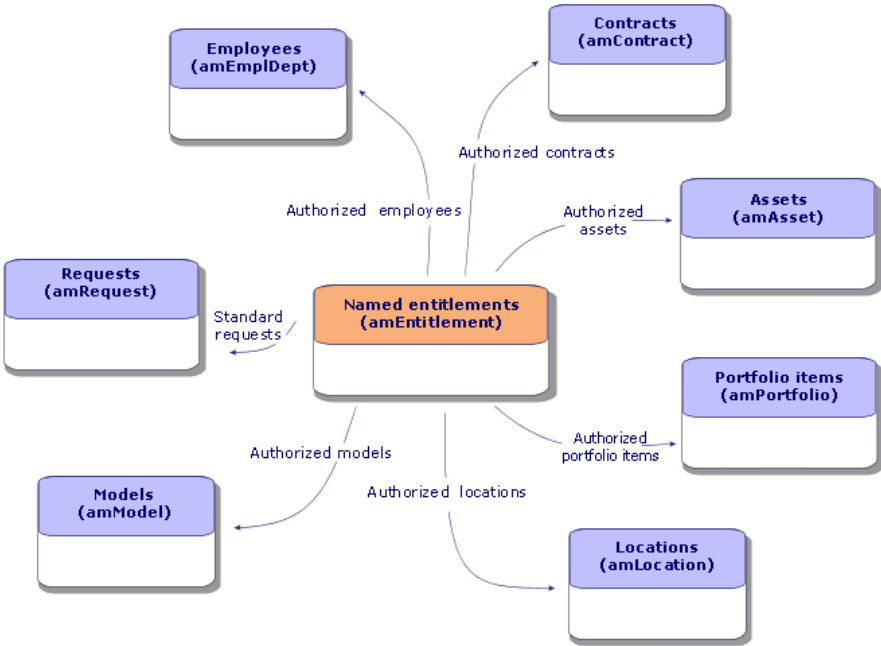 Contracts
(amContract)
Employees
(amEmplDept)
Authorized contracts
Assets
(amAsset)
Authorized employees
Authorized
assets
Requests
(amRequest)
Named entitlements
(amEntitlement)
Standard
requests
Portfolio items
(amPortfolio)
Authorized
portfolio items
Authorized models
Authorized locations
Models
(amModel)
Locations
(amLocation)